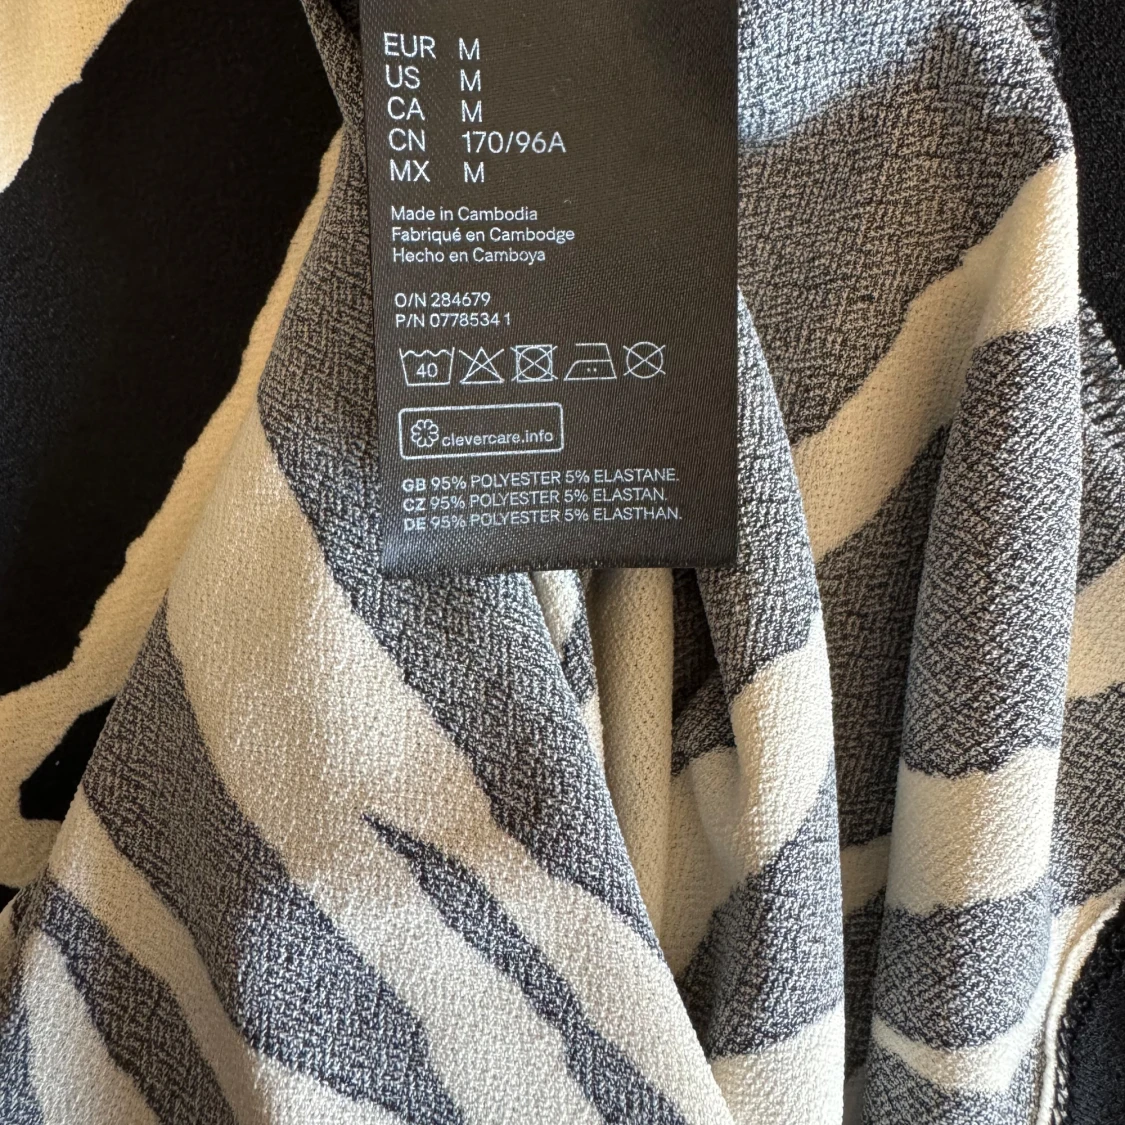 EUR M
US M
CA M
CN 170/96A
MX M
Made in Cambodia
Fabriqué en Cambodge
Hecho en Camboya
O/N 284679
P/N 0778534 1
40
clevercare.info
GB 95% POLYESTER 5% ELASTANE.
CZ 95% POLYESTER 5% ELASTAN.
DE 95% POLYESTER 5% ELASTHAN.